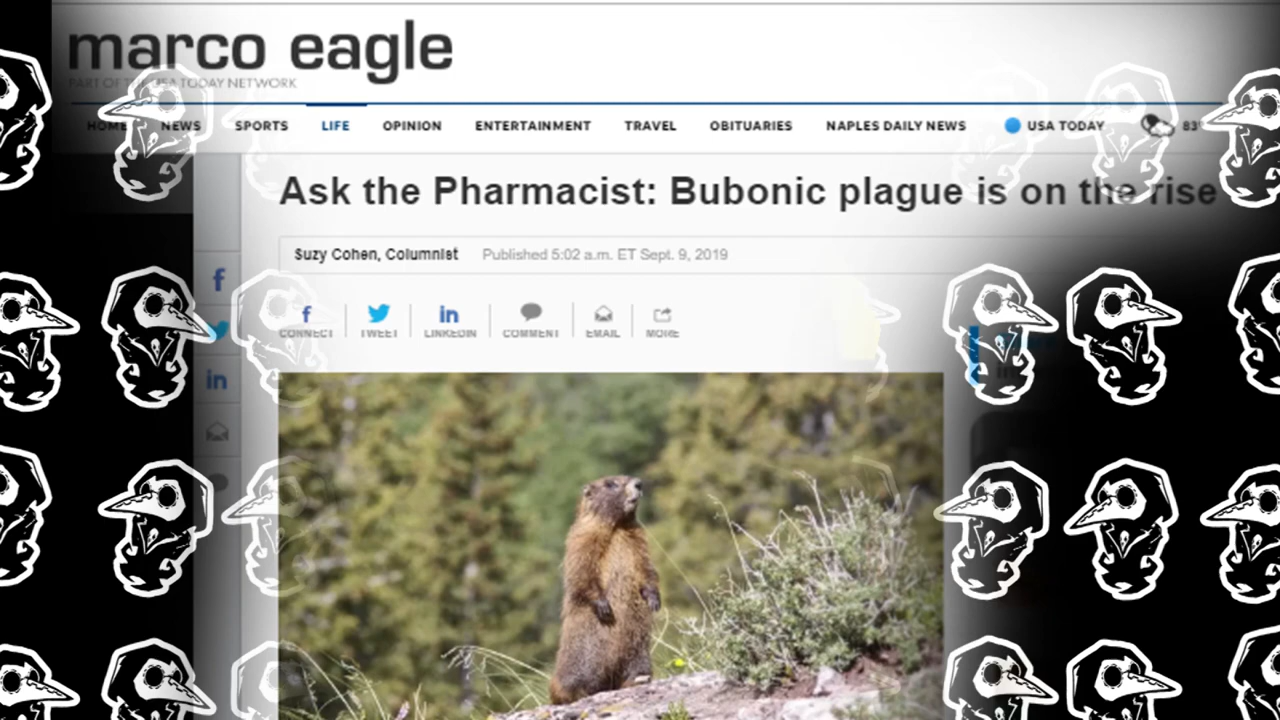 marco eagle
PART OF THE USA TODAY NETWORK
HOME NEWS SPORTS LIFE OPINION ENTERTAINMENT TRAVEL OBITUARIES NAPLES DAILY NEWS USA TODAY 83°
Ask the Pharmacist: Bubonic plague is on the rise
Suzy Cohen, Columnist Published 5:02 a.m. ET Sept. 9, 2019
CONNECT TWEET LINKEDIN COMMENT EMAIL MORE